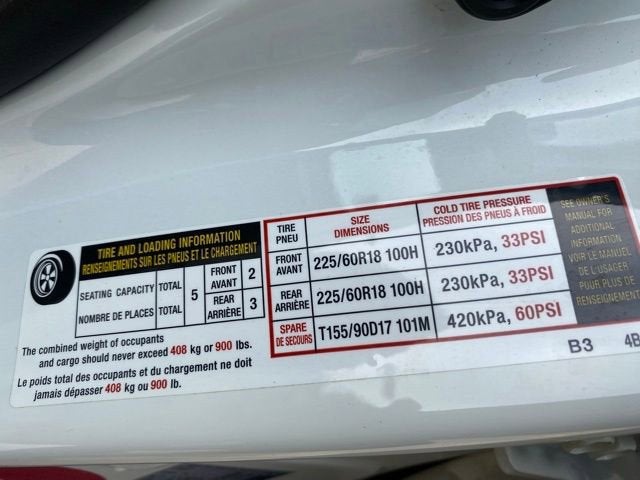 TIRE AND LOADING INFORMATION
RENSEIGNEMENTS SUR LES PNEUS ET LE CHARGEMENT
SEATING CAPACITY TOTAL 5 FRONT AVANT 2
NOMBRE DE PLACES TOTAL REAR ARRIÈRE 3
The combined weight of occupants
and cargo should never exceed 408 kg or 900 lbs.
Le poids total des occupants et du chargement ne doit
jamais dépasser 408 kg ou 900 lb.
TIRE PNEU SIZE DIMENSIONS COLD TIRE PRESSURE PRESSION DES PNEUS À FROID
FRONT AVANT 225/60R18 100H 230kPa, 33PSI
REAR ARRIÈRE 225/60R18 100H 230kPa, 33PSI
SPARE DE SECOURS T155/90D17 101M 420kPa, 60PSI
SEE OWNER'S
MANUAL FOR
ADDITIONAL
INFORMATION
VOIR LE MANUEL
DE L'USAGER
POUR PLUS DE
RENSEIGNEMENTS
B3 4B